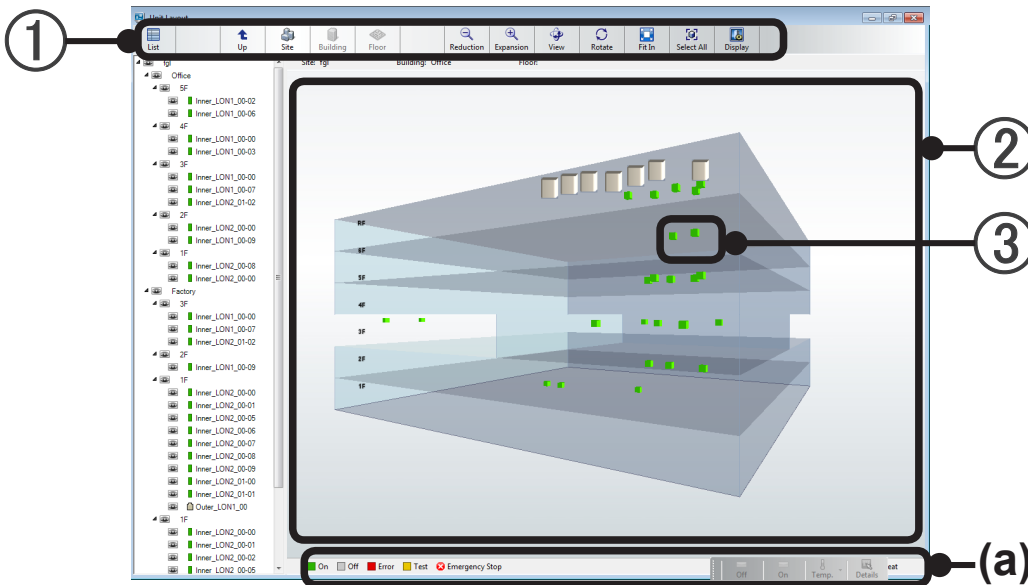 Unit Layout
①
List Up Site Building Floor Reduction Expansion View Rotate Fit In Select All Display
fgl
Site: fgl Building: Office Floor:
Office
5F
Inner_LON1_00-02
Inner_LON1_00-06
4F
Inner_LON1_00-00
Inner_LON1_00-03
3F
Inner_LON1_00-00
Inner_LON1_00-07
Inner_LON2_01-02
2F
Inner_LON2_00-00
Inner_LON1_00-09
1F
Inner_LON2_00-08
Inner_LON2_00-00
Factory
3F
Inner_LON1_00-00
Inner_LON1_00-07
Inner_LON2_01-02
2F
Inner_LON1_00-09
1F
Inner_LON2_00-00
Inner_LON2_00-01
Inner_LON2_00-05
Inner_LON2_00-06
Inner_LON2_00-07
Inner_LON2_00-08
Inner_LON2_00-09
Inner_LON2_01-00
Inner_LON2_01-01
Outer_LON1_00
1F
Inner_LON2_00-00
Inner_LON2_00-01
Inner_LON2_00-02
Inner_LON2_00-05
RF
6F
5F
4F
3F
2F
1F
②
③
On Off Error Test Emergency Stop
Off On Temp. Details
eat
(a)